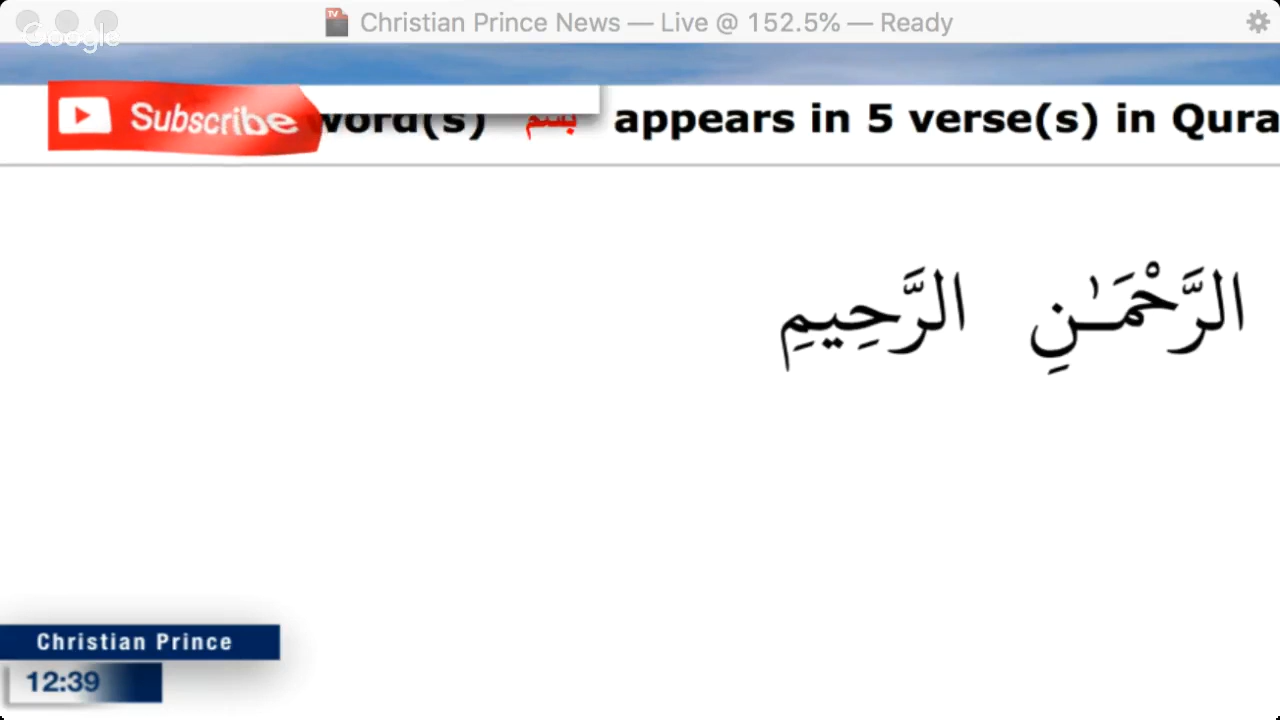 Christian Prince News — Live @ 152.5% — Ready
Google
Subscribe word(s) بسم appears in 5 verse(s) in Qura
الرَّحْمَٰنِ الرَّحِيمِ
Christian Prince
12:39